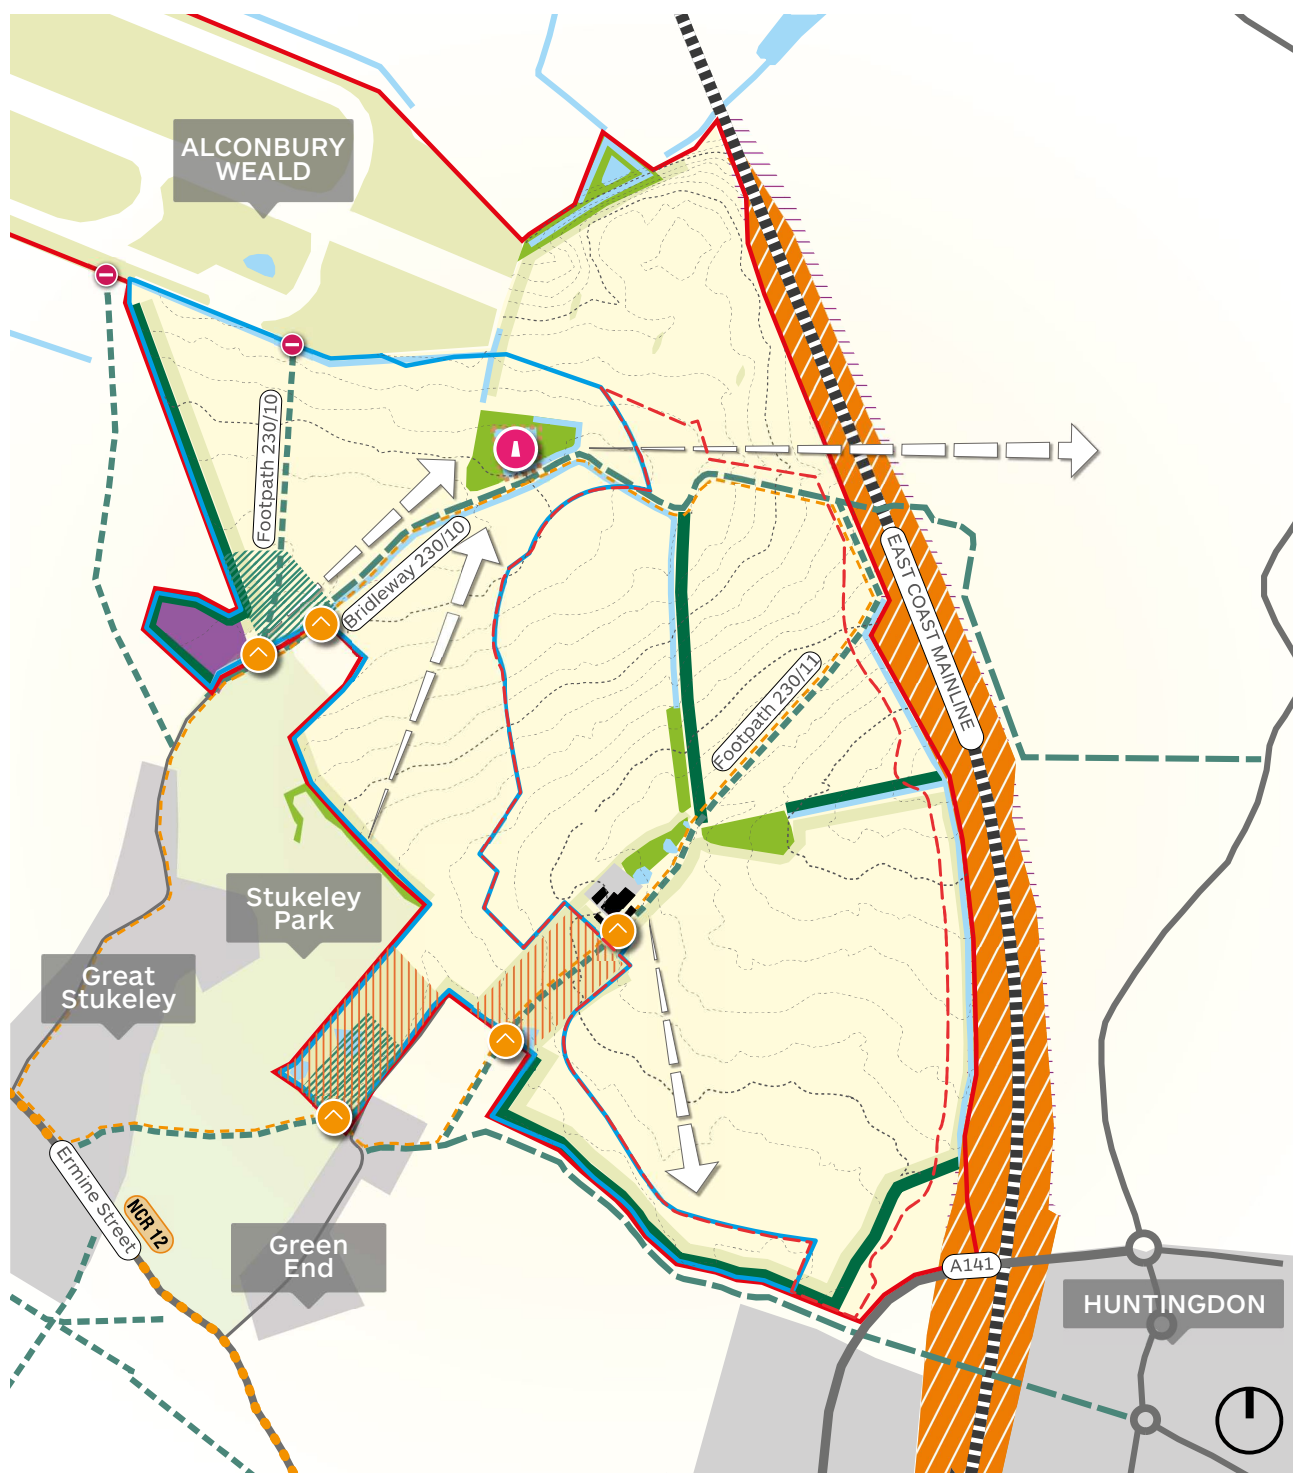 ALCONBURY
WEALD
Footpath 230/10
Bridleway 230/10
EAST COAST MAINLINE
Footpath 230/11
Stukeley
Park
Great
Stukeley
Ermine Street
NCR 12
Green
End
A141
HUNTINGDON